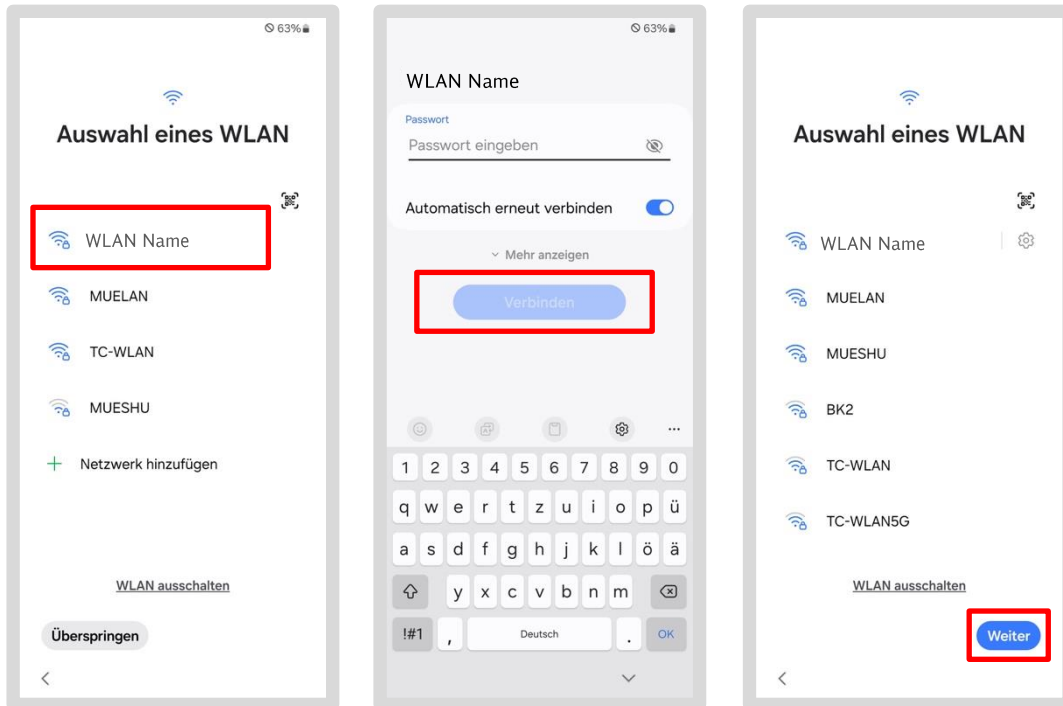 63%
Auswahl eines WLAN
WLAN Name
MUELAN
TC-WLAN
MUESHU
Netzwerk hinzufügen
WLAN ausschalten
Überspringen
63%
WLAN Name
Passwort
Passwort eingeben
Automatisch erneut verbinden
Mehr anzeigen
Verbinden
1 2 3 4 5 6 7 8 9 0
q w e r t z u i o p ü
a s d f g h j k l ö ä
y x c v b n m
!#1 , Deutsch . OK
Auswahl eines WLAN
WLAN Name
MUELAN
MUESHU
BK2
TC-WLAN
TC-WLAN5G
WLAN ausschalten
Weiter